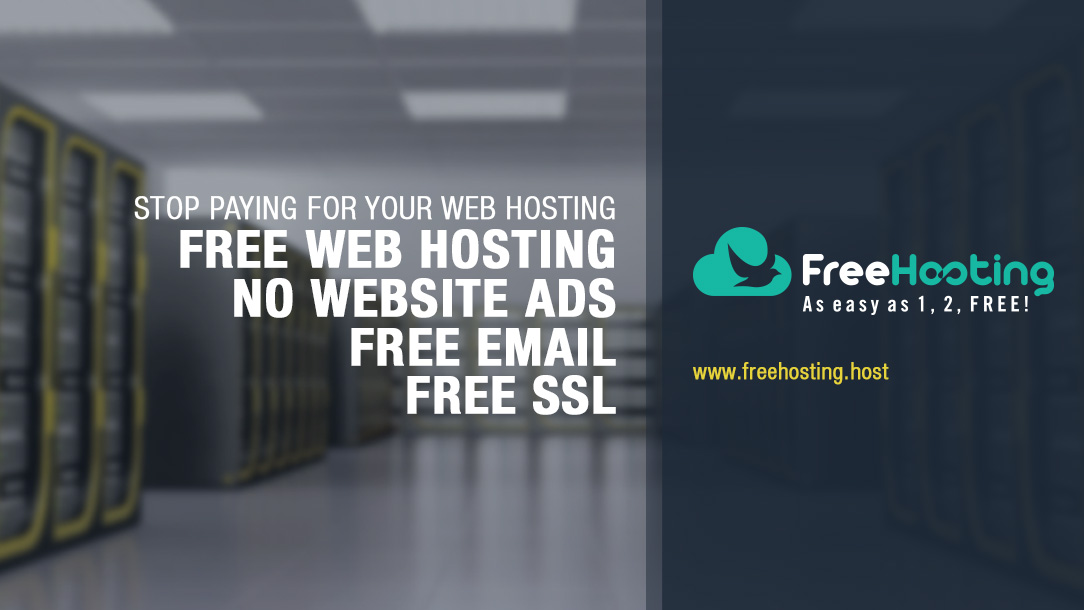 STOP PAYING FOR YOUR WEB HOSTING
FREE WEB HOSTING
NO WEBSITE ADS
FREE EMAIL
FREE SSL
FreeHosting
As easy as 1, 2, FREE!
www.freehosting.host